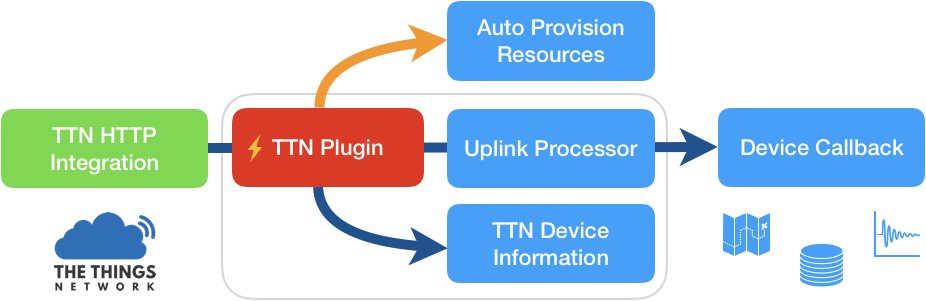 Auto Provision
Resources
TTN HTTP
Integration
TTN Plugin
Uplink Processor
Device Callback
TTN Device
Information
THE THINGS
NETWORK